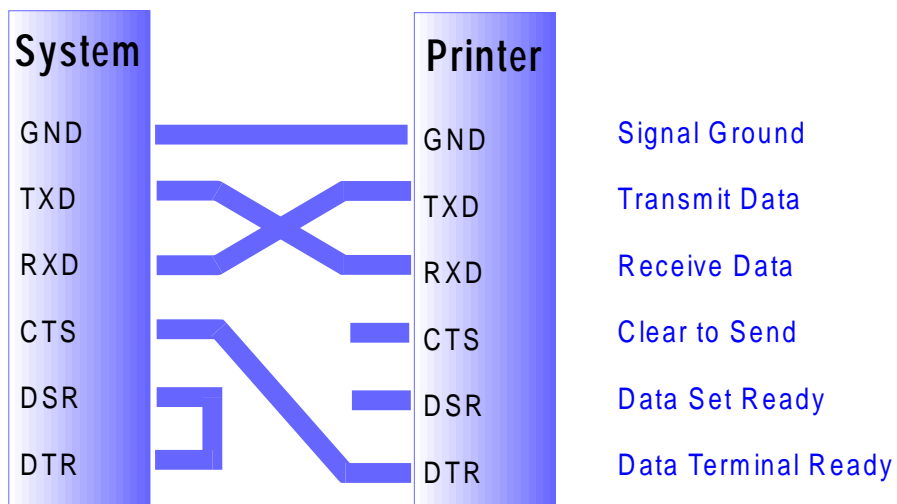 System Printer
GND GND Signal Ground
TXD TXD Transmit Data
RXD RXD Receive Data
CTS CTS Clear to Send
DSR DSR Data Set Ready
DTR DTR Data Terminal Ready